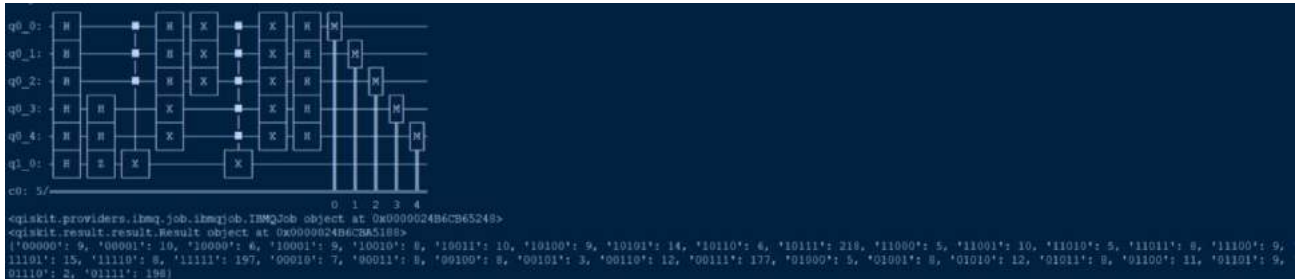 q0_0: H H X X H M
q0_1: H H X X H M
q0_2: H H X X H M
q0_3: H H X X H M
q0_4: H H X X H M
q1_0: H Z X X
c0: 5/
0 1 2 3 4
<qiskit.providers.ibmq.job.ibmqjob.IBMQJob object at 0x0000024B6CB65248>
<qiskit.result.result.Result object at 0x0000024B6CBA5188>
{'00000': 9, '00001': 10, '10000': 6, '10001': 9, '10010': 8, '10011': 10, '10100': 9, '10101': 14, '10110': 6, '10111': 218, '11000': 5, '11001': 10, '11010': 5, '11011': 8, '11100': 9, '
11101': 15, '11110': 8, '11111': 197, '00010': 7, '00011': 8, '00100': 8, '00101': 3, '00110': 12, '00111': 177, '01000': 5, '01001': 8, '01010': 12, '01011': 8, '01100': 11, '01101': 9, '
01110': 2, '01111': 198}